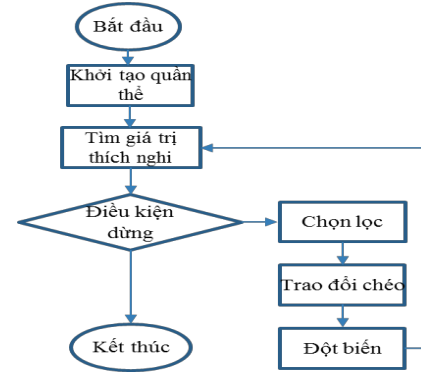 Bắt đầu
Khởi tạo quần
thể
Tìm giá trị
thích nghi
Điều kiện
dừng
Chọn lọc
Trao đổi chéo
Đột biến
Kết thúc